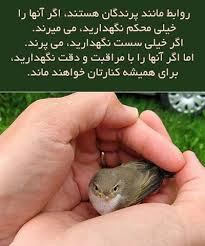 روابط مانند پرندگان هستند، اگر آنها را
خیلی محکم نگهدارید، می میرند.
اگر خیلی سست نگهدارید، می پرند.
اما اگر آنها را با مراقبت و دقت نگهدارید،
برای همیشه کنارتان خواهند ماند.